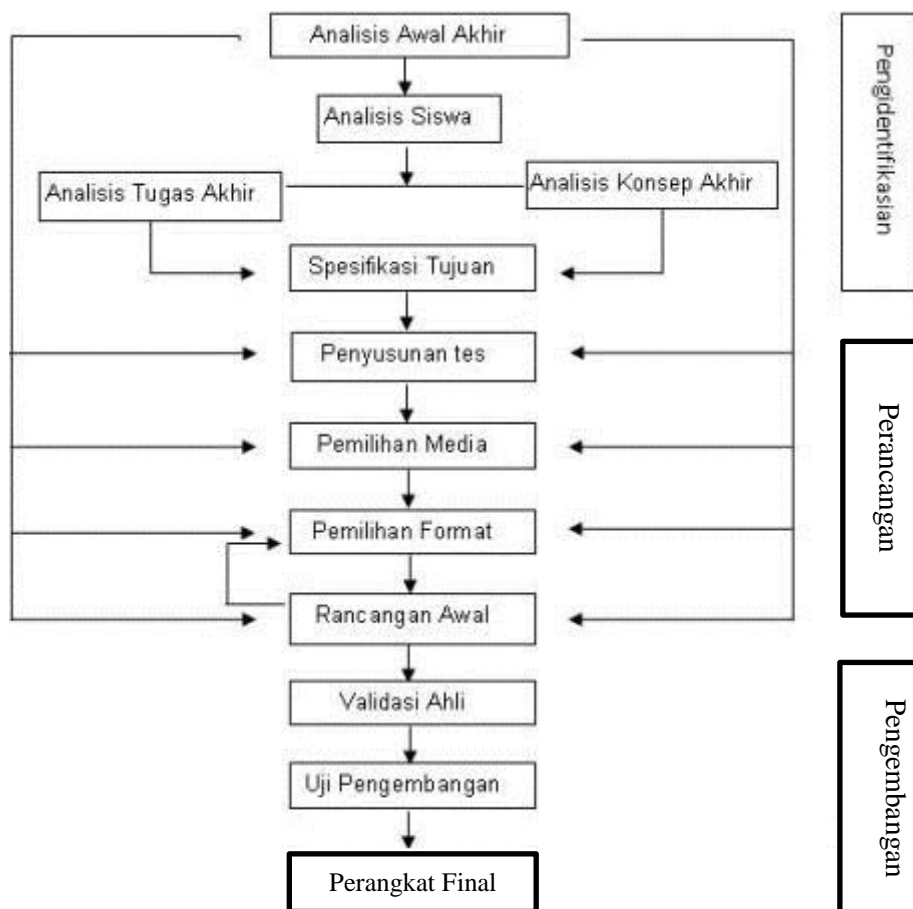 Analisis Awal Akhir
Analisis Siswa
Analisis Tugas Akhir
Analisis Konsep Akhir
Spesifikasi Tujuan
Penyusunan tes
Pemilihan Media
Pemilihan Format
Rancangan Awal
Validasi Ahli
Uji Pengembangan
Perangkat Final
Pengidentifikasian
Perancangan
Pengembangan